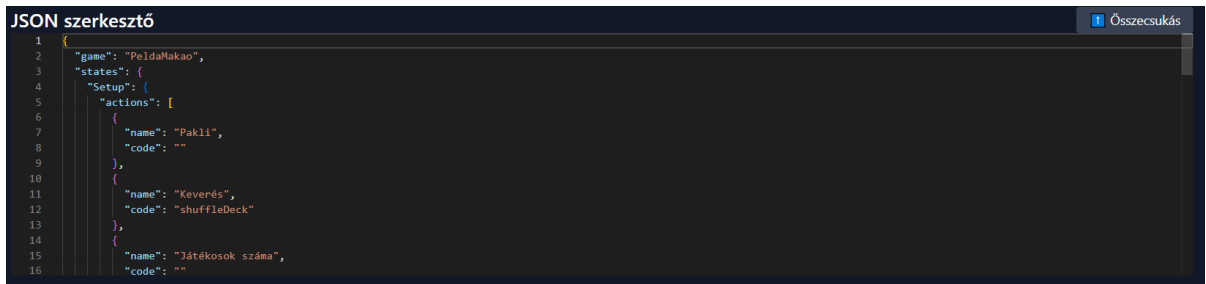 JSON szerkesztő
⬆ Összecsukás
1 {
2 "game": "PeldaMakao",
3 "states": {
4 "Setup": {
5 "actions": [
6 {
7 "name": "Pakli",
8 "code": ""
9 },
10 {
11 "name": "Keverés",
12 "code": "shuffleDeck"
13 },
14 {
15 "name": "Játékosok száma",
16 "code": ""